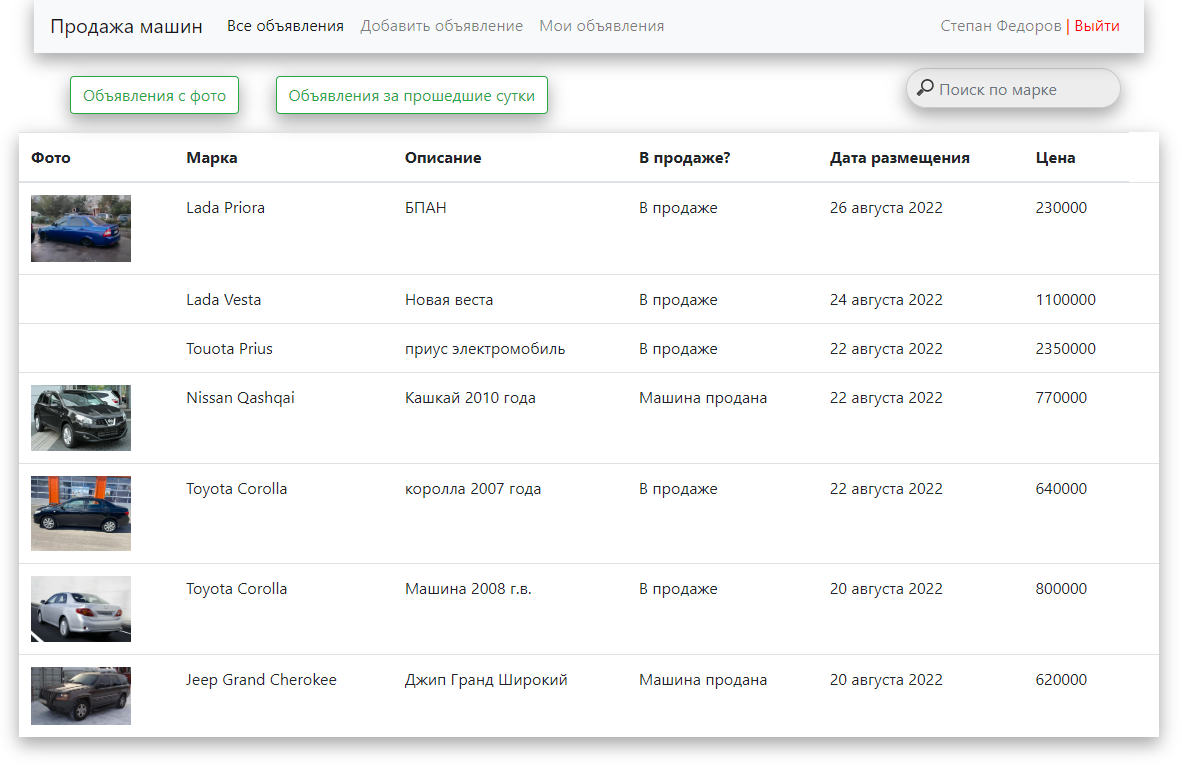 Продажа машин Все объявления Добавить объявление Мои объявления Степан Федоров | Выйти
Объявления с фото Объявления за прошедшие сутки Поиск по марке
Фото Марка Описание В продаже? Дата размещения Цена
Lada Priora БПАН В продаже 26 августа 2022 230000
Lada Vesta Новая веста В продаже 24 августа 2022 1100000
Touota Prius приус электромобиль В продаже 22 августа 2022 2350000
Nissan Qashqai Кашкай 2010 года Машина продана 22 августа 2022 770000
Toyota Corolla королла 2007 года В продаже 22 августа 2022 640000
Toyota Corolla Машина 2008 г.в. В продаже 20 августа 2022 800000
Jeep Grand Cherokee Джип Гранд Широкий Машина продана 20 августа 2022 620000